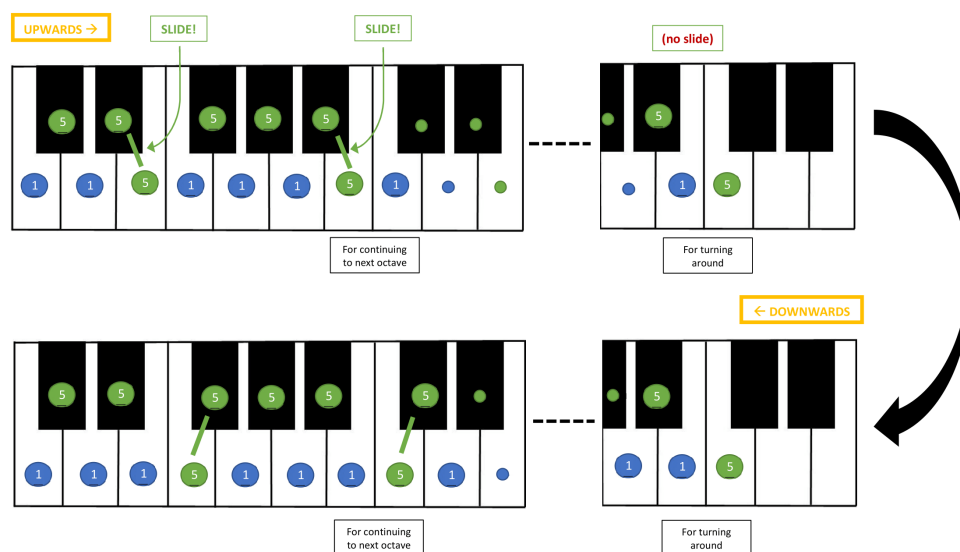 UPWARDS →
SLIDE!
SLIDE!
(no slide)
5 5 5 5 5 5
1 1 5 1 1 1 5 1 1 5
For continuing
to next octave
For turning
around
← DOWNWARDS
5 5 5 5 5 5 5
1 1 1 5 1 1 1 5 1 1 1 5
For continuing
to next octave
For turning
around